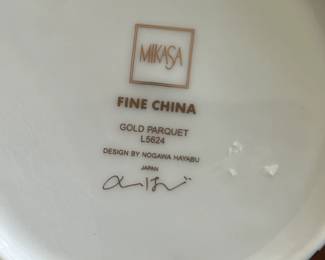 MIKASA
FINE CHINA
GOLD PARQUET
L5624
DESIGN BY NOGAWA HAYABU
JAPAN